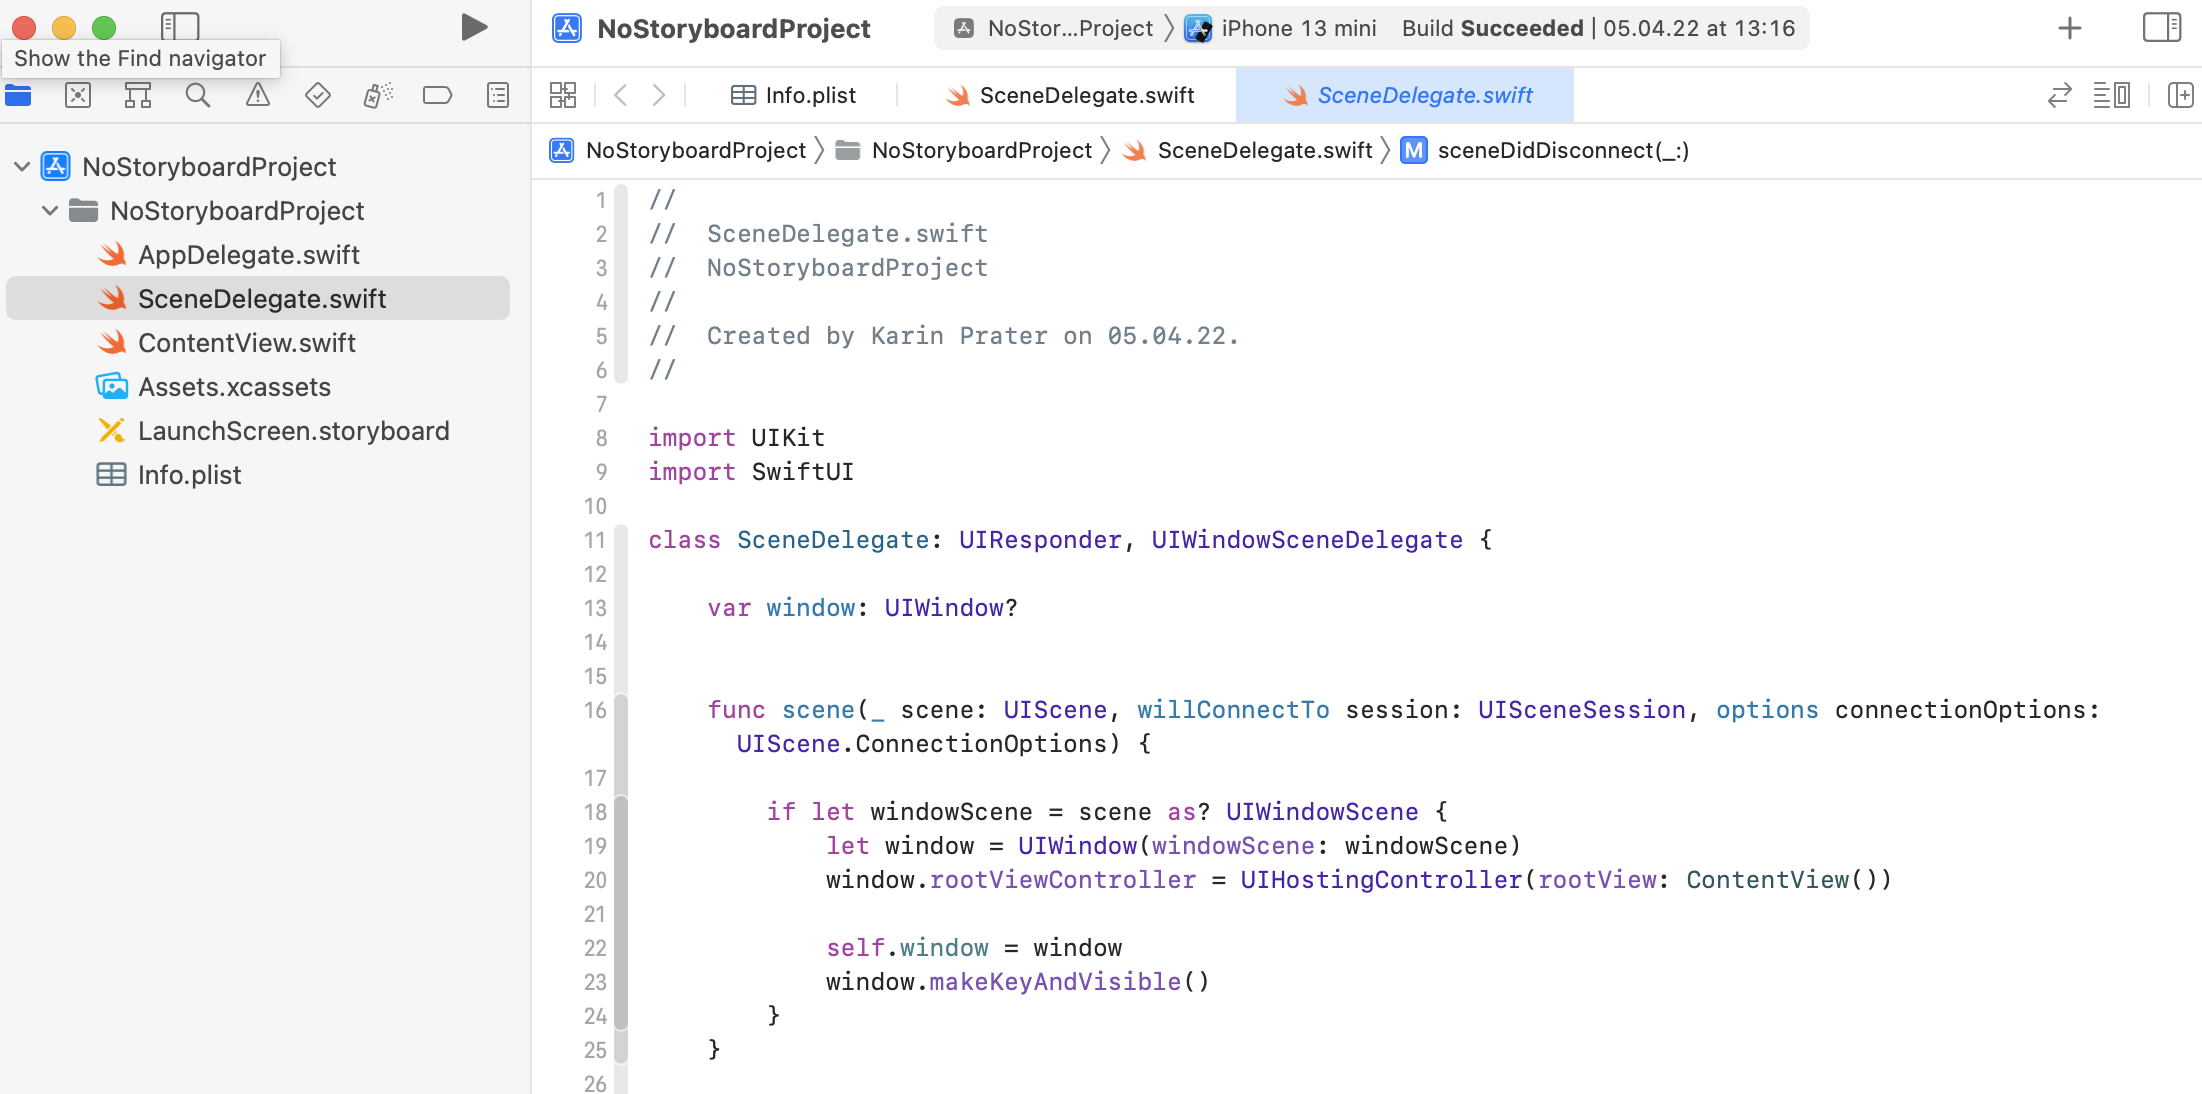 NoStoryboardProject
NoStor...Project 〉 iPhone 13 mini Build Succeeded | 05.04.22 at 13:16
Show the Find navigator
Info.plist
SceneDelegate.swift
SceneDelegate.swift
NoStoryboardProject 〉 NoStoryboardProject 〉 SceneDelegate.swift 〉 M sceneDidDisconnect(_:)
NoStoryboardProject
NoStoryboardProject
AppDelegate.swift
SceneDelegate.swift
ContentView.swift
Assets.xcassets
LaunchScreen.storyboard
Info.plist
1 //
2 //  SceneDelegate.swift
3 //  NoStoryboardProject
4 //
5 //  Created by Karin Prater on 05.04.22.
6 //
7
8 import UIKit
9 import SwiftUI
10
11 class SceneDelegate: UIResponder, UIWindowSceneDelegate {
12
13     var window: UIWindow?
14
15
16     func scene(_ scene: UIScene, willConnectTo session: UISceneSession, options connectionOptions:
UIScene.ConnectionOptions) {
17
18         if let windowScene = scene as? UIWindowScene {
19             let window = UIWindow(windowScene: windowScene)
20             window.rootViewController = UIHostingController(rootView: ContentView())
21
22             self.window = window
23             window.makeKeyAndVisible()
24         }
25     }
26